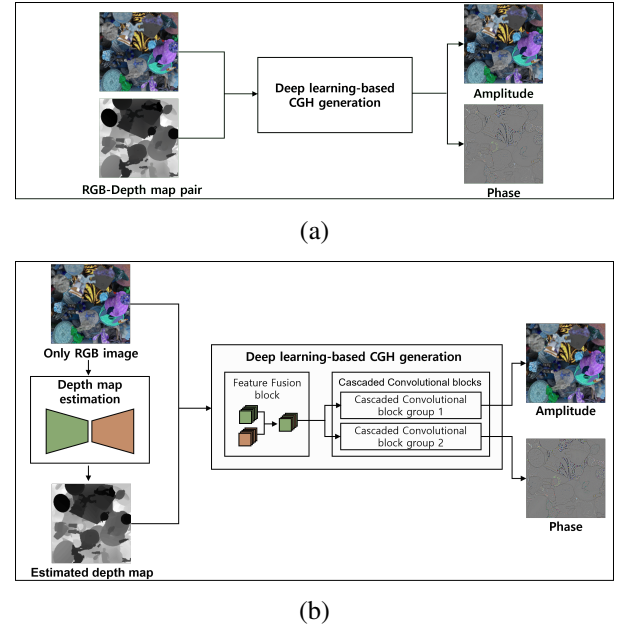 Deep learning-based
CGH generation
Amplitude
RGB-Depth map pair
Phase
(a)
Only RGB image
Depth map
estimation
Estimated depth map
Deep learning-based CGH generation
Feature Fusion
block
Cascaded Convolutional blocks
Cascaded Convolutional
block group 1
Cascaded Convolutional
block group 2
Amplitude
Phase
(b)